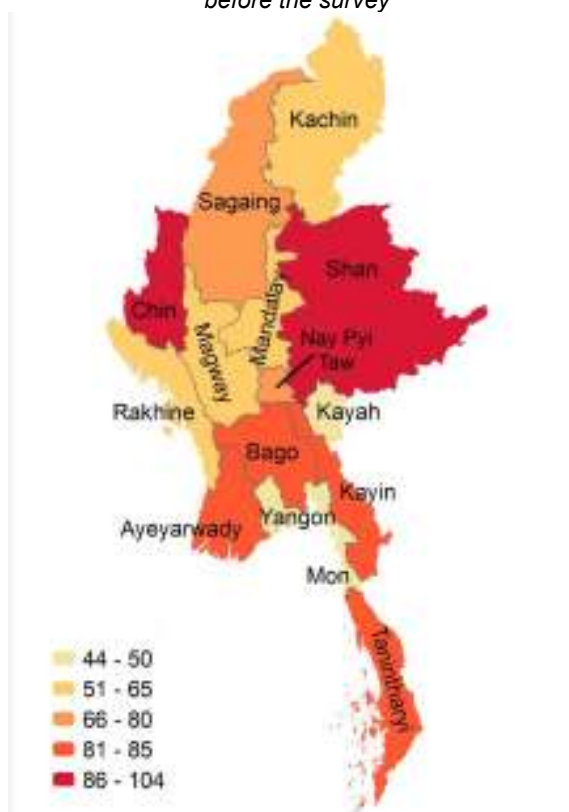 before the survey
Kachin
Sagaing
Shan
Chin
Mandalay
Magway
Nay Pyi
Taw
Rakhine
Kayah
Bago
Kayin
Yangon
Ayeyarwady
Mon
Tanintharyi
44 - 50
51 - 65
66 - 80
81 - 85
86 - 104